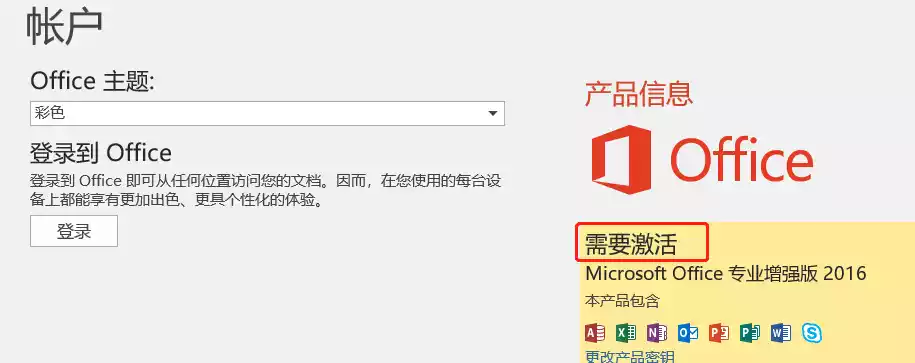 帐户
Office 主题:
彩色
登录到 Office
登录到 Office 即可从任何位置访问您的文档。因而，在您使用的每台设
备上都能享有更加出色、更具个性化的体验。
登录
产品信息
Office
需要激活
Microsoft Office 专业增强版 2016
本产品包含
更改产品密钥